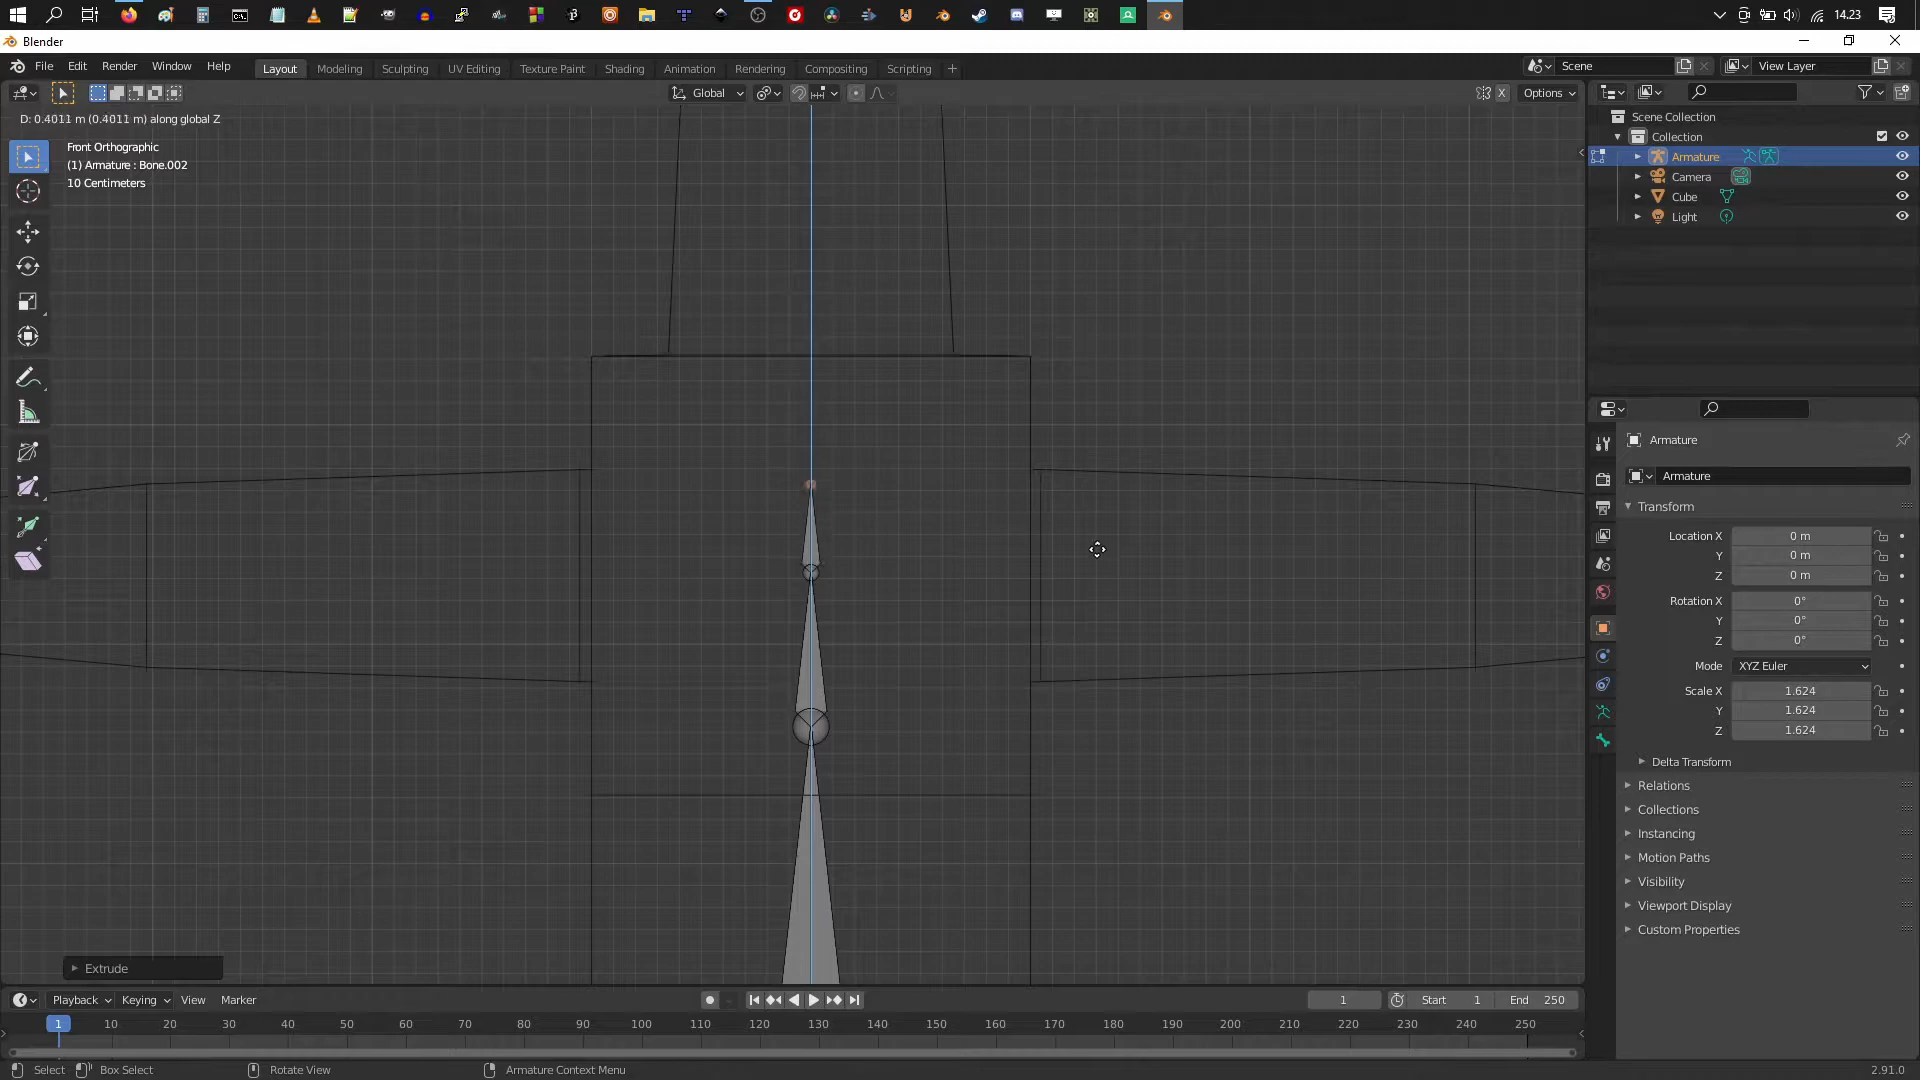 14.23
Blender
File Edit Render Window Help
Layout Modeling Sculpting UV Editing Texture Paint Shading Animation Rendering Compositing Scripting +
Scene
View Layer
Global
X
Options
D: 0.4011 m (0.4011 m) along global Z
Front Orthographic
(1) Armature : Bone.002
10 Centimeters
Scene Collection
Collection
Armature
Camera
Cube
Light
Armature
Armature
Transform
Location X 0 m
Y 0 m
Z 0 m
Rotation X 0°
Y 0°
Z 0°
Mode XYZ Euler
Scale X 1.624
Y 1.624
Z 1.624
Delta Transform
Relations
Collections
Instancing
Motion Paths
Visibility
Viewport Display
Custom Properties
Extrude
Playback Keying View Marker
1 Start 1 End 250
1 10 20 30 40 50 60 70 80 90 100 110 120 130 140 150 160 170 180 190 200 210 220 230 240 250
Select Box Select Rotate View Armature Context Menu 2.91.0